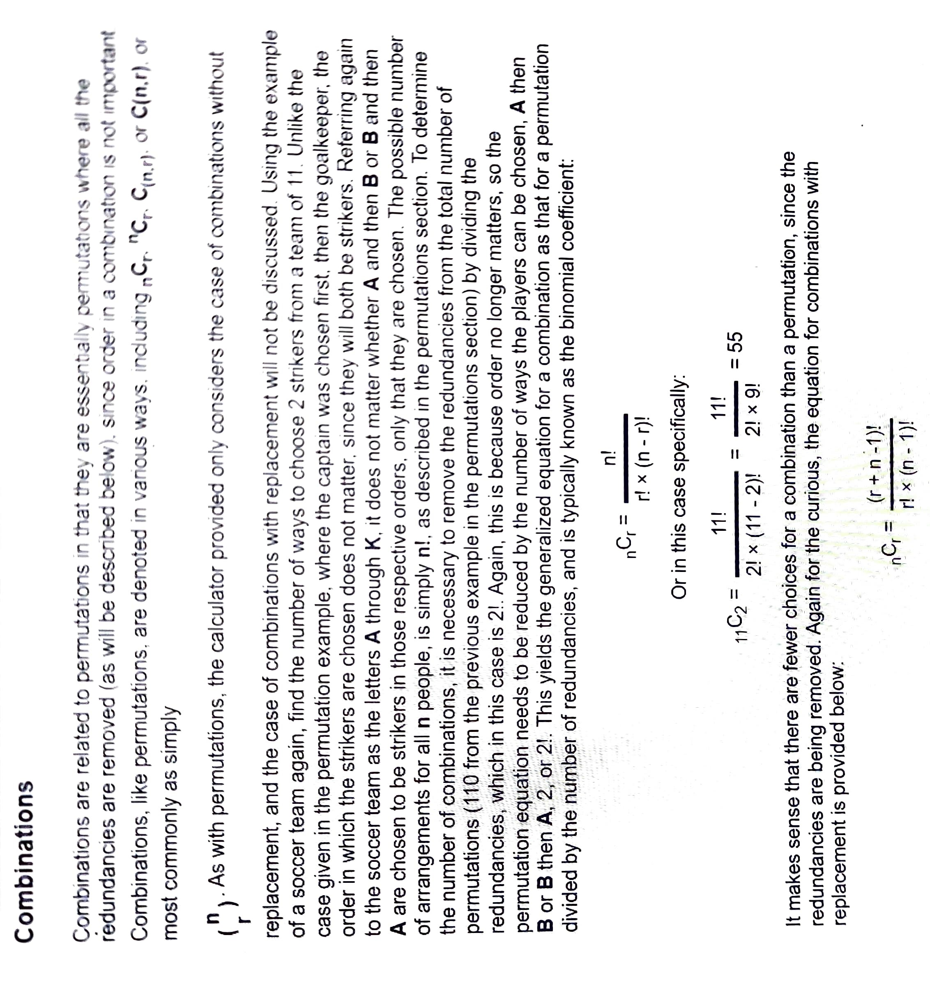 Combinations
Combinations are related to permutations in that they are essentially permutations where all the
redundancies are removed (as will be described below), since order in a combination is not important
Combinations, like permutations, are denoted in various ways, including nCr, nCr, C(n,r), or C(n,r), or
most commonly as simply
(n
r). As with permutations, the calculator provided only considers the case of combinations without
replacement, and the case of combinations with replacement will not be discussed. Using the example
of a soccer team again, find the number of ways to choose 2 strikers from a team of 11. Unlike the
case given in the permutation example, where the captain was chosen first, then the goalkeeper, the
order in which the strikers are chosen does not matter, since they will both be strikers. Referring again
to the soccer team as the letters A through K, it does not matter whether A and then B or B and then
A are chosen to be strikers in those respective orders, only that they are chosen. The possible number
of arrangements for all n people, is simply n!, as described in the permutations section. To determine
the number of combinations, it is necessary to remove the redundancies from the total number of
permutations (110 from the previous example in the permutations section) by dividing the
redundancies, which in this case is 2!. Again, this is because order no longer matters, so the
permutation equation needs to be reduced by the number of ways the players can be chosen, A then
B or B then A, 2, or 2!. This yields the generalized equation for a combination as that for a permutation
divided by the number of redundancies, and is typically known as the binomial coefficient:
n!
nCr =
r! × (n - r)!
Or in this case specifically:
11! 11!
11C2 = = = 55
2! × (11 - 2)! 2! × 9!
It makes sense that there are fewer choices for a combination than a permutation, since the
redundancies are being removed. Again for the curious, the equation for combinations with
replacement is provided below:
(r + n -1)!
nCr =
r! × (n - 1)!